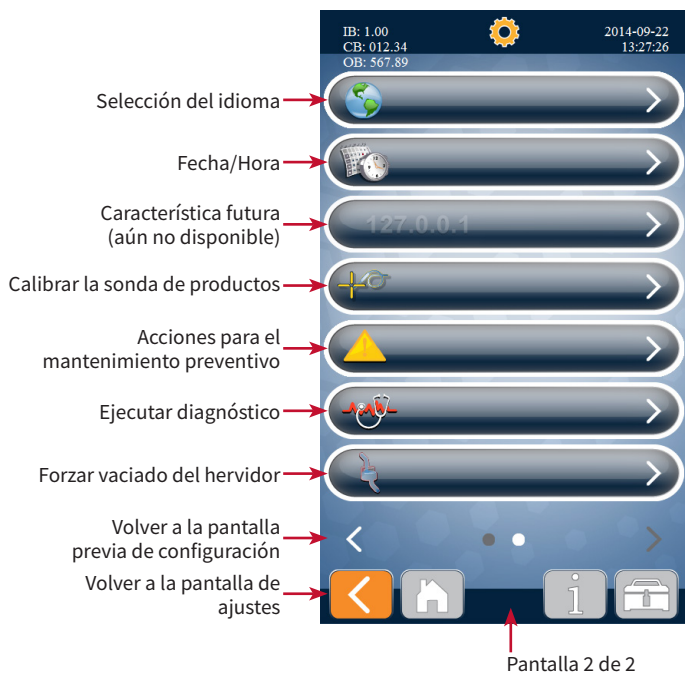 IB: 1.00
CB: 012.34
OB: 567.89
2014-09-22
13:27:26
Selección del idioma
Fecha/Hora
Característica futura
(aún no disponible)
127.0.0.1
Calibrar la sonda de productos
Acciones para el
mantenimiento preventivo
Ejecutar diagnóstico
Forzar vaciado del hervidor
Volver a la pantalla
previa de configuración
Volver a la pantalla de
ajustes
Pantalla 2 de 2